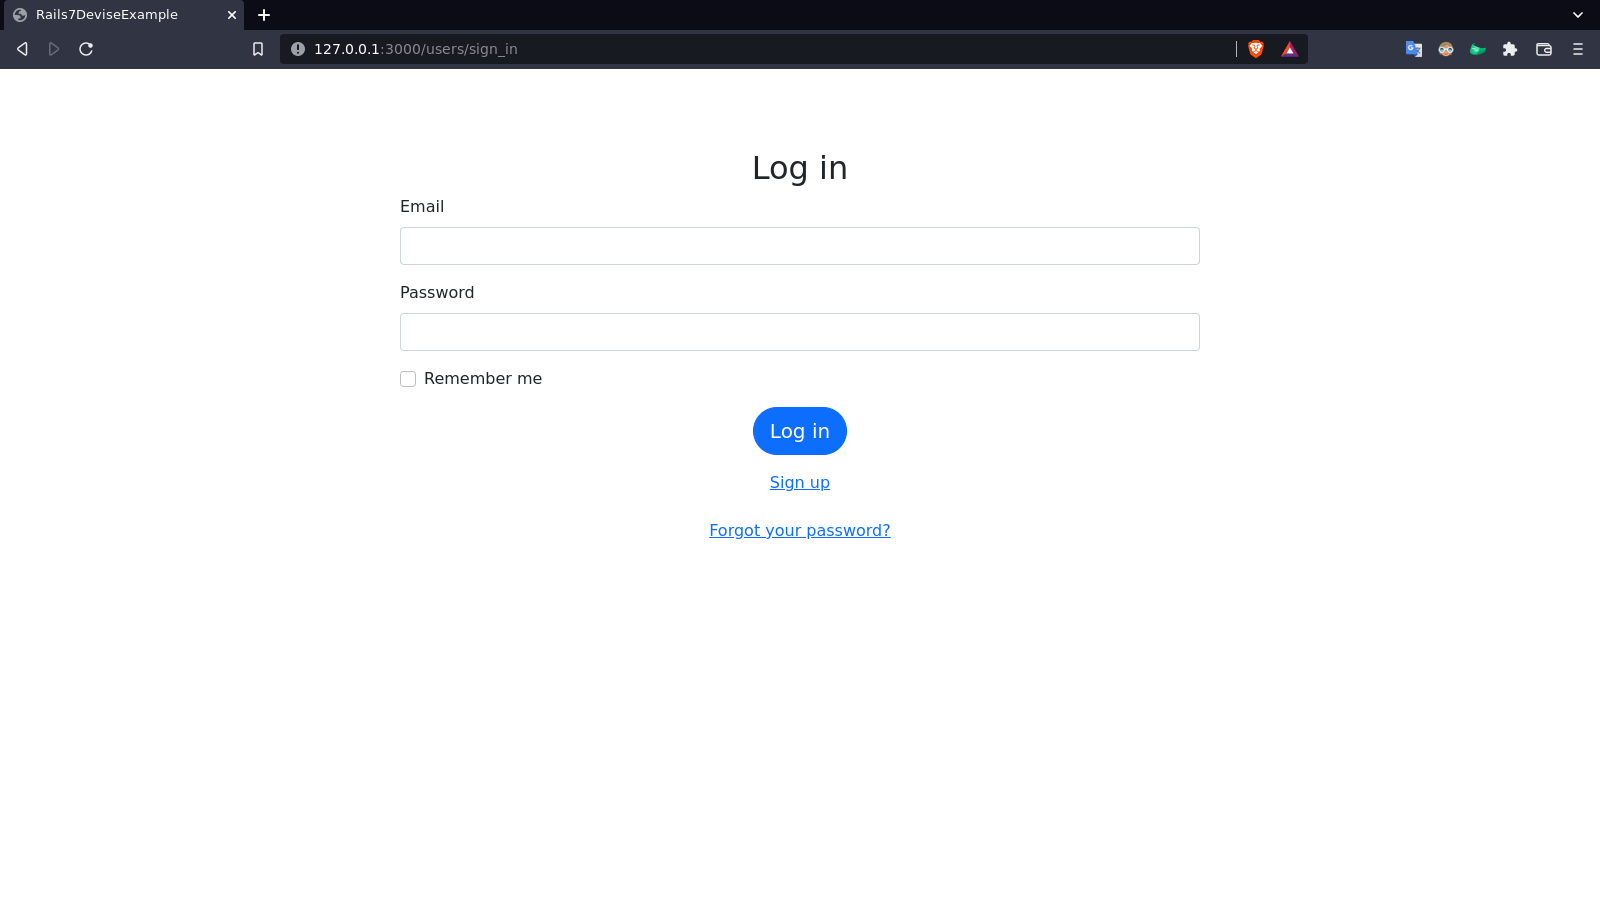 Rails7DeviseExample
127.0.0.1:3000/users/sign_in
Log in
Email
Password
Remember me
Log in
Sign up
Forgot your password?